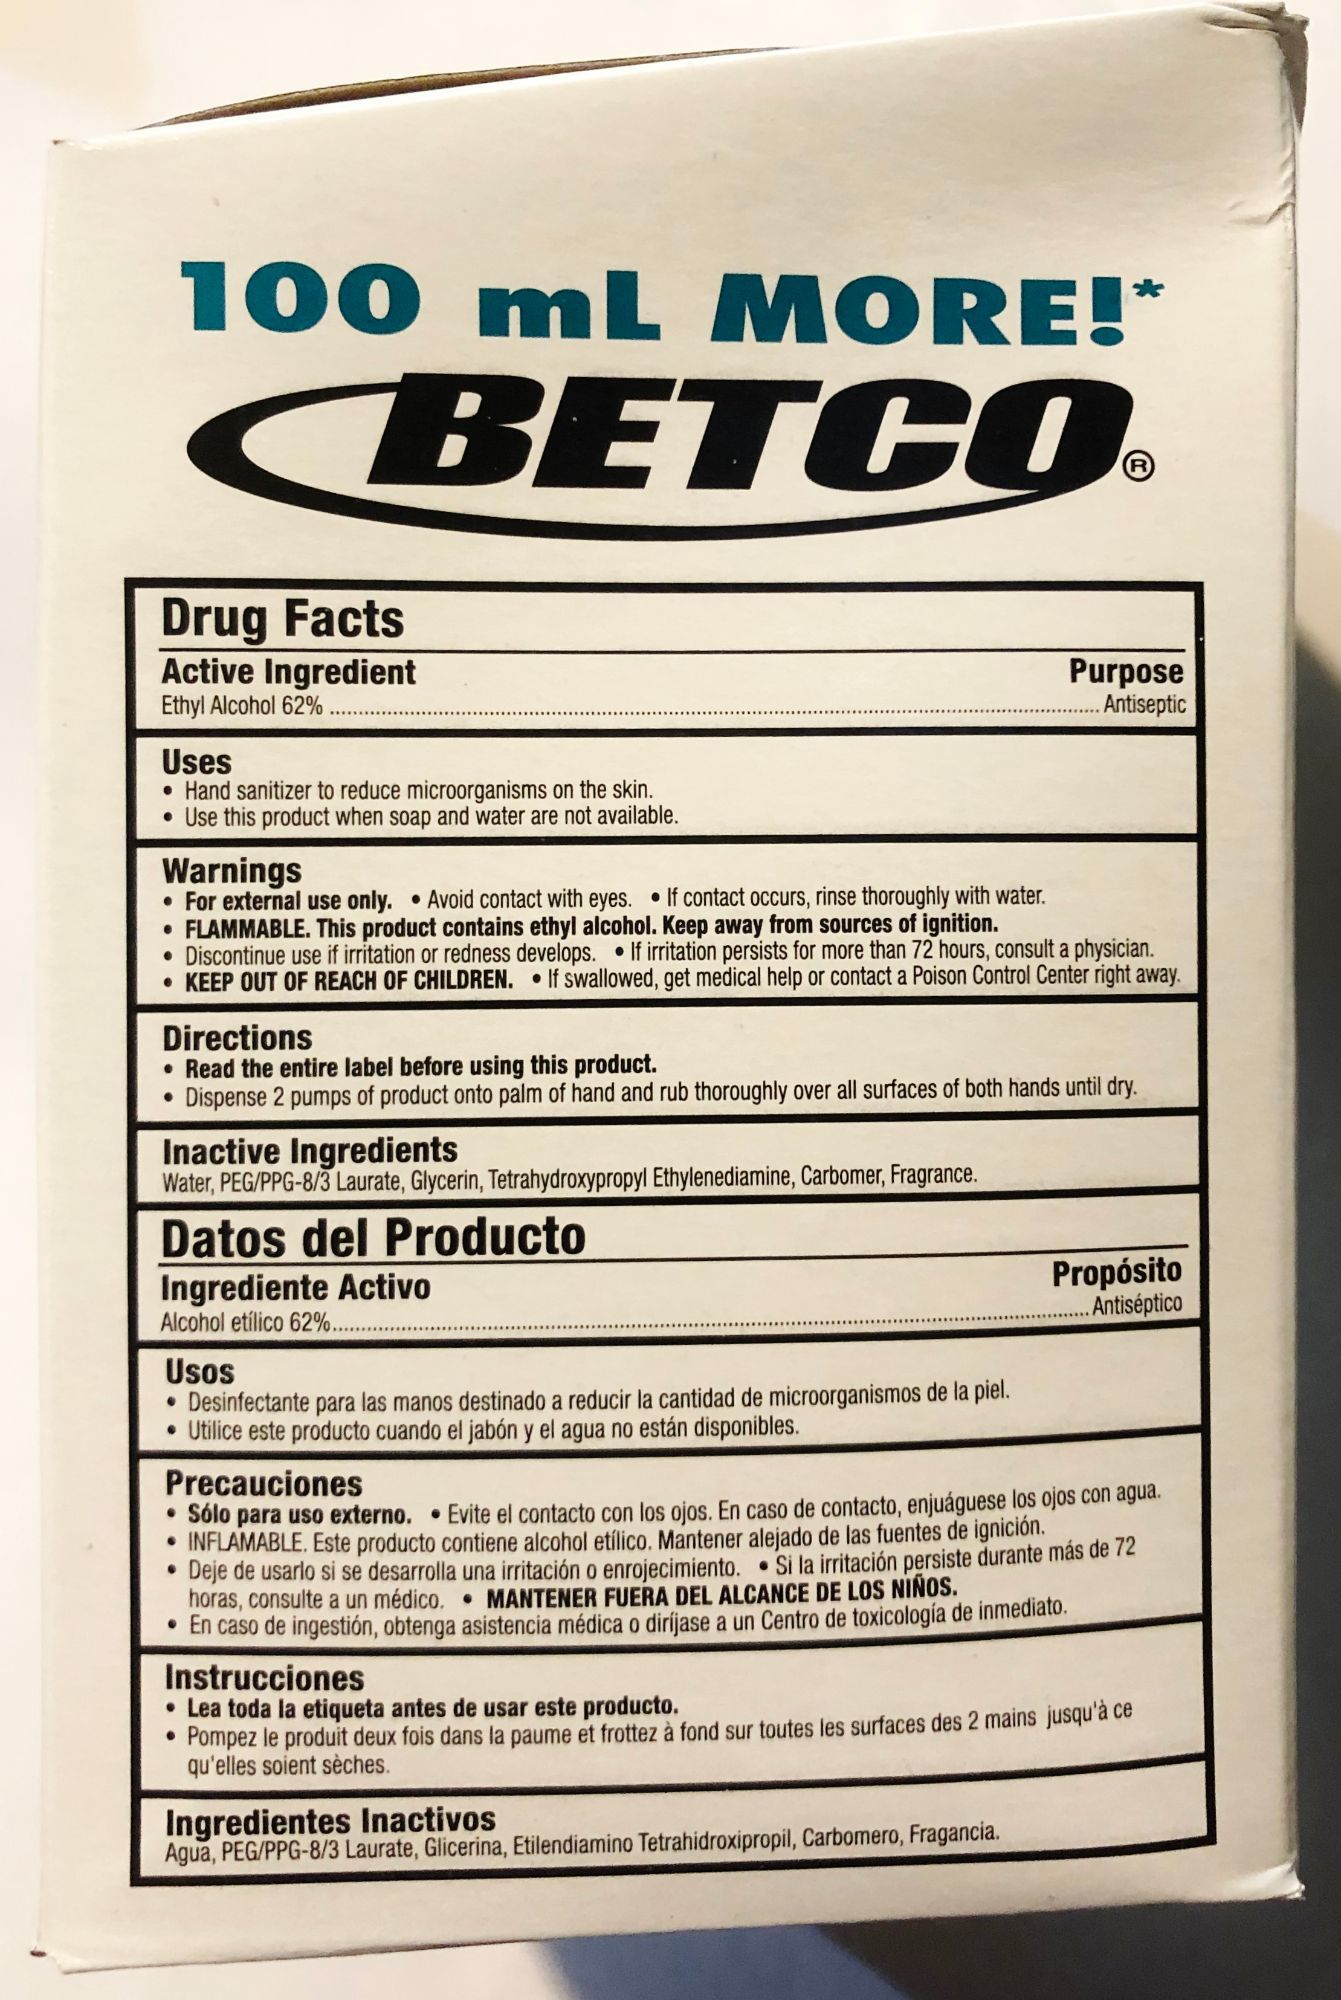 100 mL MORE!*
BETCO®
Drug Facts
Active Ingredient Purpose
Ethyl Alcohol 62% ........ Antiseptic
Uses
• Hand sanitizer to reduce microorganisms on the skin.
• Use this product when soap and water are not available.
Warnings
• For external use only. • Avoid contact with eyes. • If contact occurs, rinse thoroughly with water.
• FLAMMABLE. This product contains ethyl alcohol. Keep away from sources of ignition.
• Discontinue use if irritation or redness develops. • If irritation persists for more than 72 hours, consult a physician.
• KEEP OUT OF REACH OF CHILDREN. • If swallowed, get medical help or contact a Poison Control Center right away.
Directions
• Read the entire label before using this product.
• Dispense 2 pumps of product onto palm of hand and rub thoroughly over all surfaces of both hands until dry.
Inactive Ingredients
Water, PEG/PPG-8/3 Laurate, Glycerin, Tetrahydroxypropyl Ethylenediamine, Carbomer, Fragrance.
Datos del Producto
Ingrediente Activo Propósito
Alcohol etílico 62%........ Antiséptico
Usos
• Desinfectante para las manos destinado a reducir la cantidad de microorganismos de la piel.
• Utilice este producto cuando el jabón y el agua no están disponibles.
Precauciones
• Sólo para uso externo. • Evite el contacto con los ojos. En caso de contacto, enjuáguese los ojos con agua.
• INFLAMABLE. Este producto contiene alcohol etílico. Mantener alejado de las fuentes de ignición.
• Deje de usarlo si se desarrolla una irritación o enrojecimiento. • Si la irritación persiste durante más de 72
horas, consulte a un médico. • MANTENER FUERA DEL ALCANCE DE LOS NIÑOS.
• En caso de ingestión, obtenga asistencia médica o diríjase a un Centro de toxicología de inmediato.
Instrucciones
• Lea toda la etiqueta antes de usar este producto.
• Pompez le produit deux fois dans la paume et frottez à fond sur toutes les surfaces des 2 mains jusqu'à ce
qu'elles soient sèches.
Ingredientes Inactivos
Agua, PEG/PPG-8/3 Laurate, Glicerina, Etilendiamino Tetrahidroxipropil, Carbomero, Fragancia.